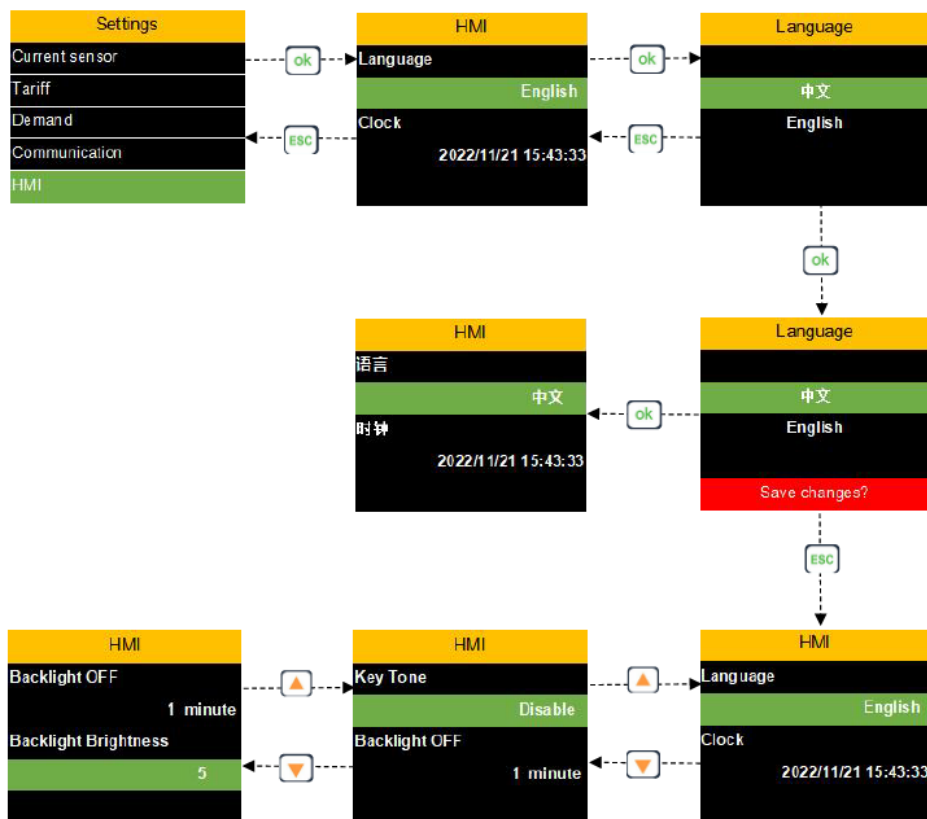 Settings
Current sensor
Tariff
Demand
Communication
HMI
ok
ESC
HMI
Language
English
Clock
2022/11/21 15:43:33
ok
ESC
Language
中文
English
ok
HMI
语言
中文
时钟
2022/11/21 15:43:33
ok
Language
中文
English
Save changes?
ESC
HMI
Backlight OFF
1 minute
Backlight Brightness
5
HMI
Key Tone
Disable
Backlight OFF
1 minute
HMI
Language
English
Clock
2022/11/21 15:43:33